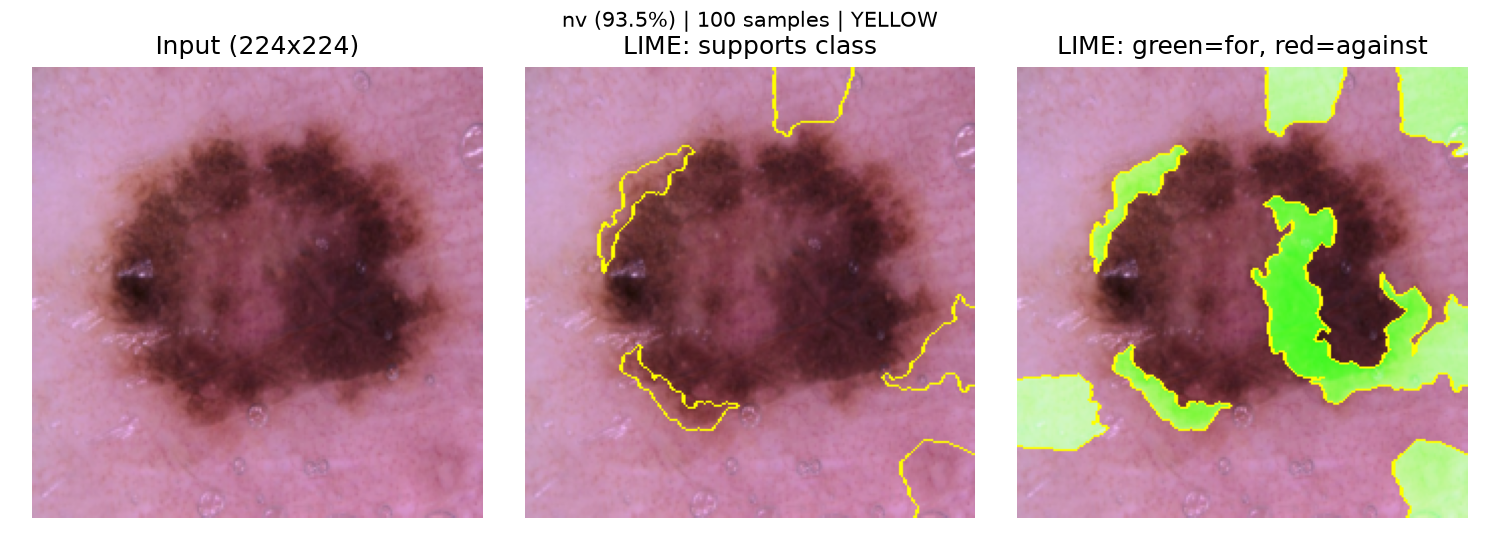 nv (93.5%) | 100 samples | YELLOW
Input (224x224)
LIME: supports class
LIME: green=for, red=against